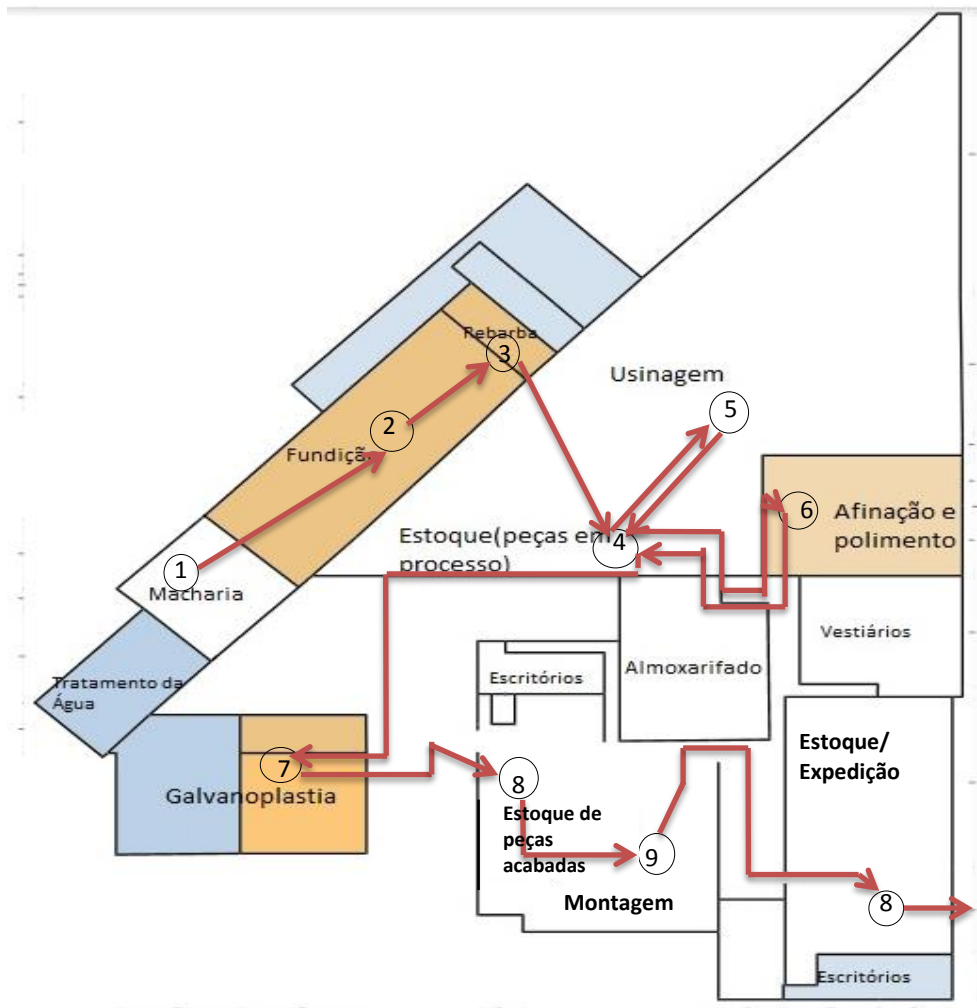 Rebarba
3
Usinagem
5
2
Fundição
6
Afinação e
polimento
Estoque(peças em
processo)
4
1
Macharia
Vestiários
Almoxarifado
Escritórios
Tratamento da
Água
7
Galvanoplastia
8
Estoque de
peças
acabadas
9
Montagem
Estoque/
Expedição
8
Escritórios